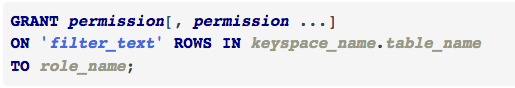 GRANT permission[, permission ...]
ON 'filter_text' ROWS IN keyspace_name.table_name
TO role_name;